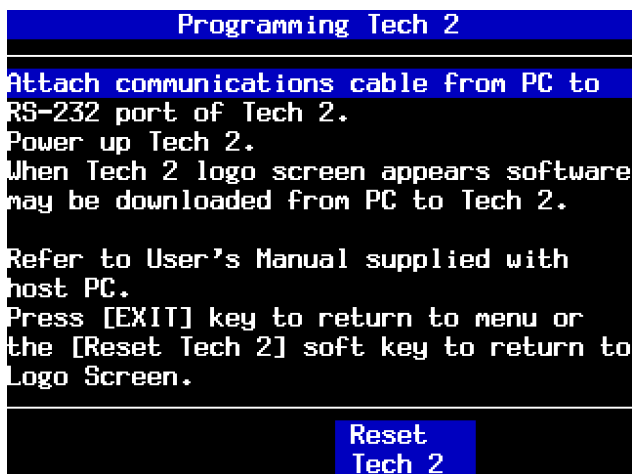 Programming Tech 2
Attach communications cable from PC to
RS-232 port of Tech 2.
Power up Tech 2.
When Tech 2 logo screen appears software
may be downloaded from PC to Tech 2.
Refer to User's Manual supplied with
host PC.
Press [EXIT] key to return to menu or
the [Reset Tech 2] soft key to return to
Logo Screen.
Reset
Tech 2